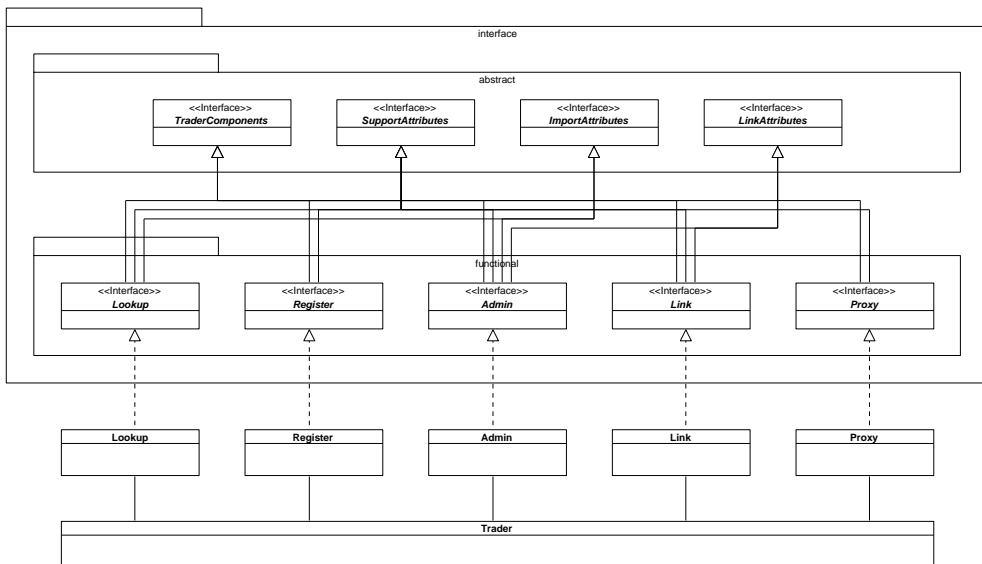 interface
abstract
<<Interface>>
TraderComponents
<<Interface>>
SupportAttributes
<<Interface>>
ImportAttributes
<<Interface>>
LinkAttributes
functional
<<Interface>>
Lookup
<<Interface>>
Register
<<Interface>>
Admin
<<Interface>>
Link
<<Interface>>
Proxy
Lookup
Register
Admin
Link
Proxy
Trader